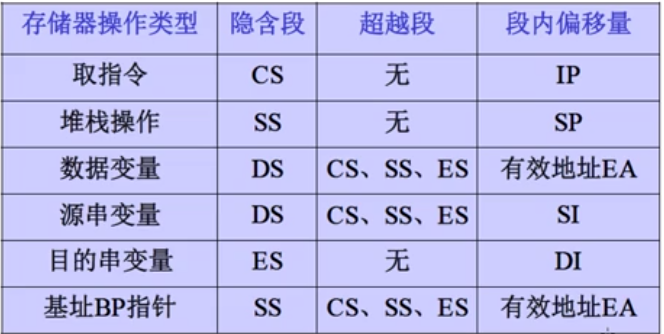 存储器操作类型 隐含段 超越段 段内偏移量
取指令 CS 无 IP
堆栈操作 SS 无 SP
数据变量 DS CS、SS、ES 有效地址EA
源串变量 DS CS、SS、ES SI
目的串变量 ES 无 DI
基址BP指针 SS CS、SS、ES 有效地址EA